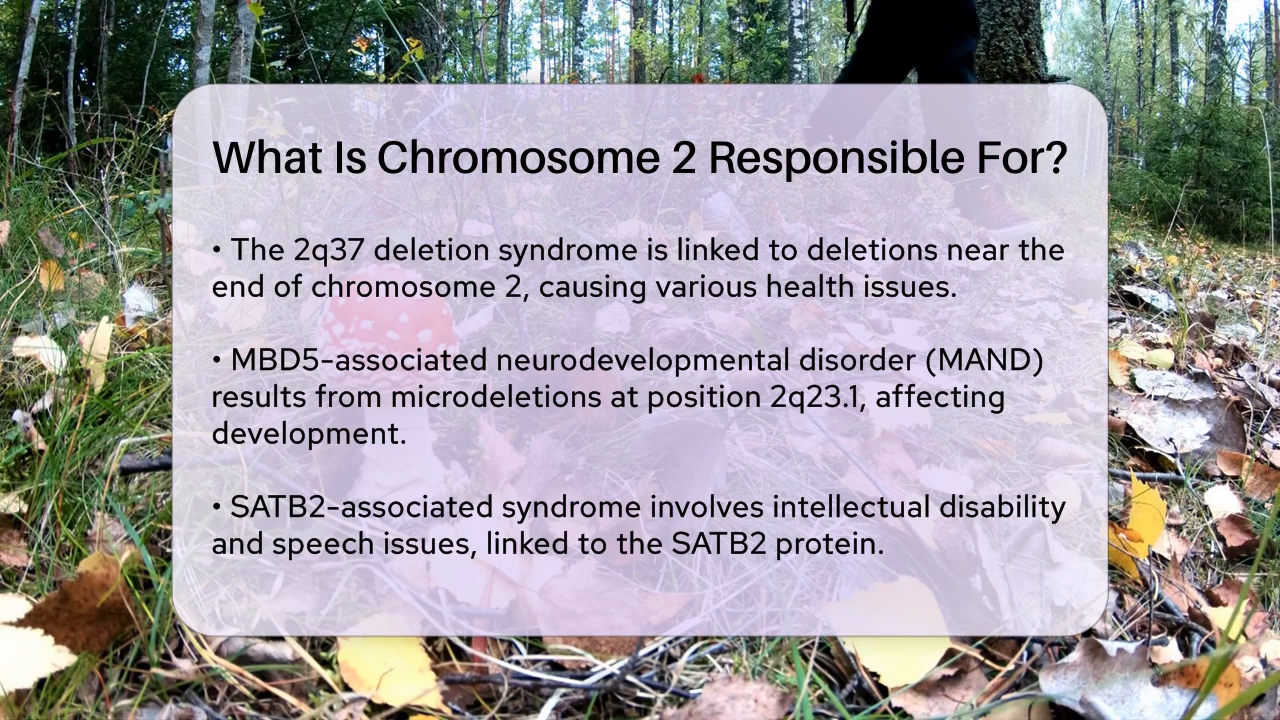 What Is Chromosome 2 Responsible For?
• The 2q37 deletion syndrome is linked to deletions near the
end of chromosome 2, causing various health issues.
• MBD5-associated neurodevelopmental disorder (MAND)
results from microdeletions at position 2q23.1, affecting
development.
• SATB2-associated syndrome involves intellectual disability
and speech issues, linked to the SATB2 protein.